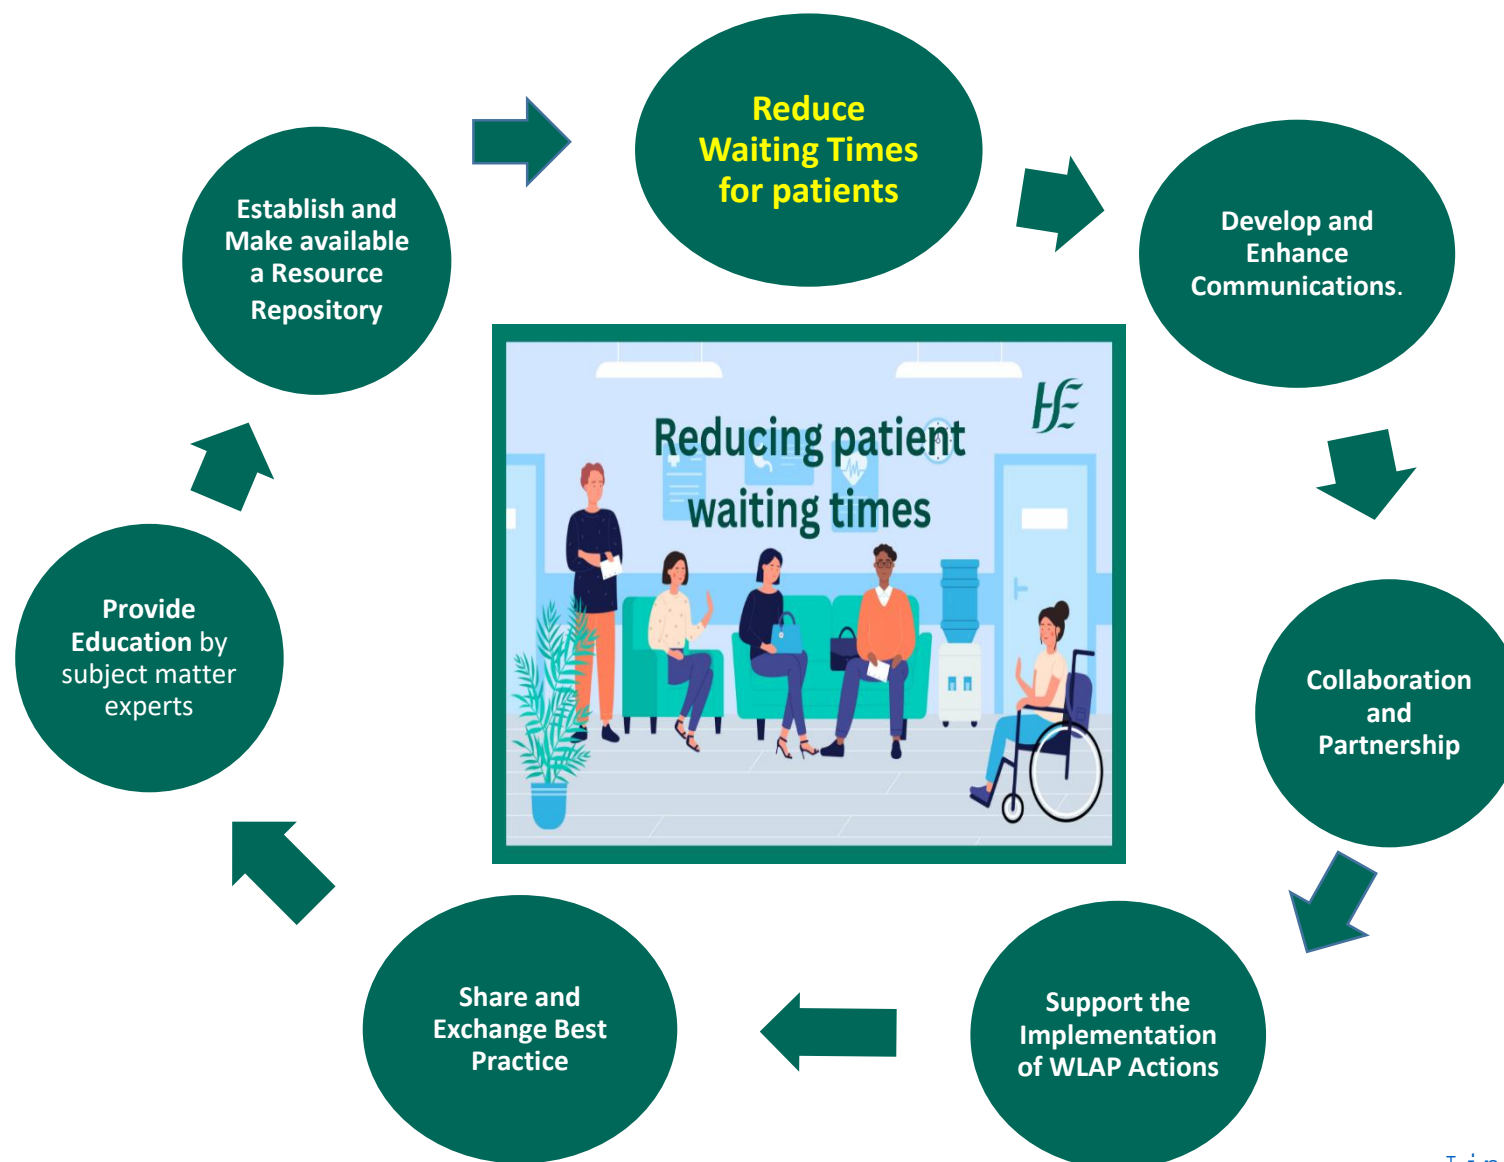 Reduce
Waiting Times
for patients
Develop and
Enhance
Communications.
Collaboration
and
Partnership
Support the
Implementation
of WLAP Actions
Share and
Exchange Best
Practice
Provide
Education by
subject matter
experts
Establish and
Make available
a Resource
Repository
HSE
Reducing patient
waiting times